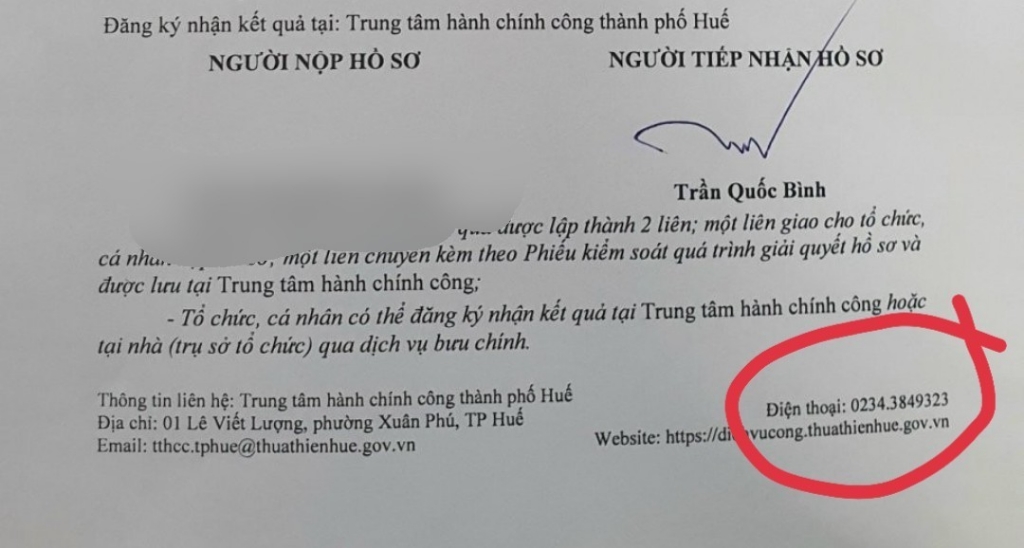 Đăng ký nhận kết quả tại: Trung tâm hành chính công thành phố Huế
NGƯỜI NỘP HỒ SƠ
NGƯỜI TIẾP NHẬN HỒ SƠ
Trần Quốc Bình
được lập thành 2 liên; một liên giao cho tổ chức,
cá một liên chuyển kèm theo Phiếu kiểm soát quá trình giải quyết hồ sơ và
được lưu tại Trung tâm hành chính công;
- Tổ chức, cá nhân có thể đăng ký nhận kết quả tại Trung tâm hành chính công hoặc
tại nhà (trụ sở tổ chức) qua dịch vụ bưu chính.
Thông tin liên hệ: Trung tâm hành chính công thành phố Huế
Địa chỉ: 01 Lê Viết Lượng, phường Xuân Phú, TP Huế
Email: tthcc.tphue@thuathienhue.gov.vn
Điện thoại: 0234.3849323
Website: https://dichvucong.thuathienhue.gov.vn